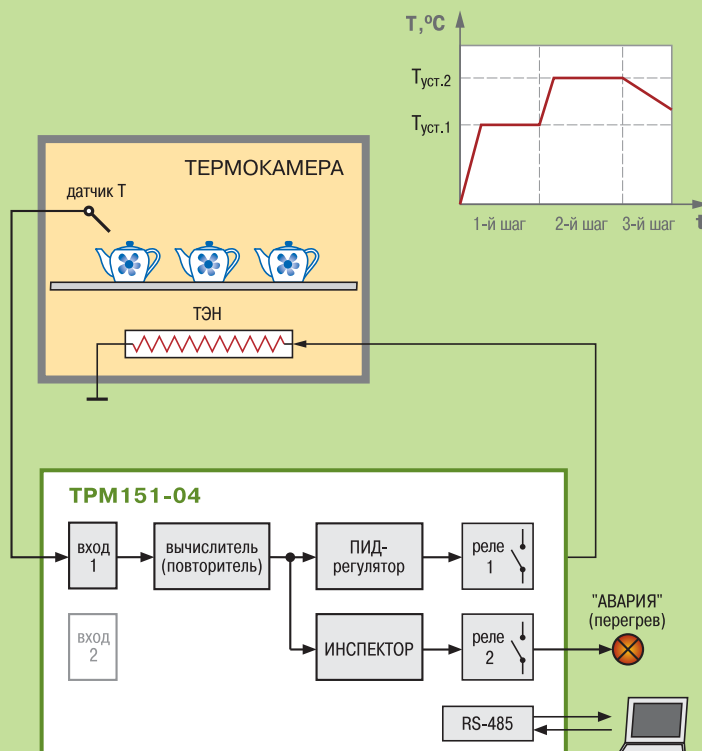 T,ºC
Tуст.2
Tуст.1
1-й шаг
2-й шаг
3-й шаг
t
ТЕРМОКАМЕРА
датчик T
ТЭН
ТРМ151-04
вход
1
вычислитель
(повторитель)
ПИД-
регулятор
реле
1
вход
2
ИНСПЕКТОР
реле
2
"АВАРИЯ"
(перегрев)
RS-485